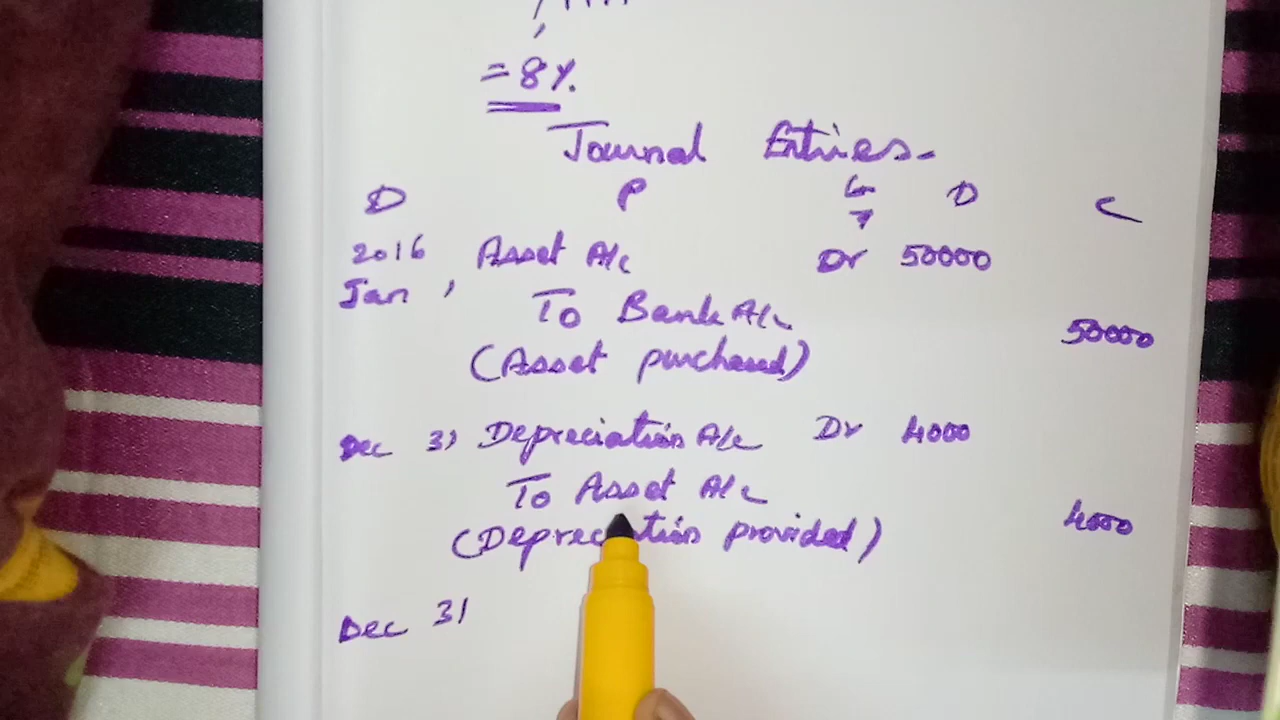 = 8%.
Journal Entries.
D P LF D C
2016 Asset A/c Dr 50000
Jan 1
To Bank A/c 50000
(Asset purchased)
Dec 31 Depreciation A/c Dr 4000
To Asset A/c
(Depreciation provided) 4000
Dec 31